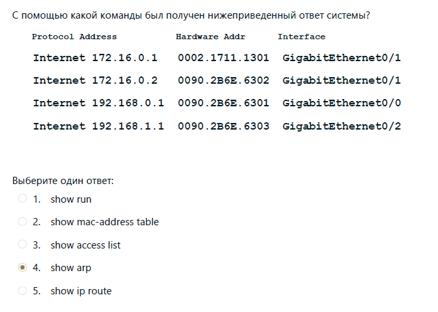 С помощью какой команды был получен нижеприведенный ответ системы?
Protocol Address Hardware Addr Interface
Internet 172.16.0.1 0002.1711.1301 GigabitEthernet0/1
Internet 172.16.0.2 0090.2B6E.6302 GigabitEthernet0/1
Internet 192.168.0.1 0090.2B6E.6301 GigabitEthernet0/0
Internet 192.168.1.1 0090.2B6E.6303 GigabitEthernet0/2
Выберите один ответ:
1. show run
2. show mac-address table
3. show access list
4. show arp
5. show ip route